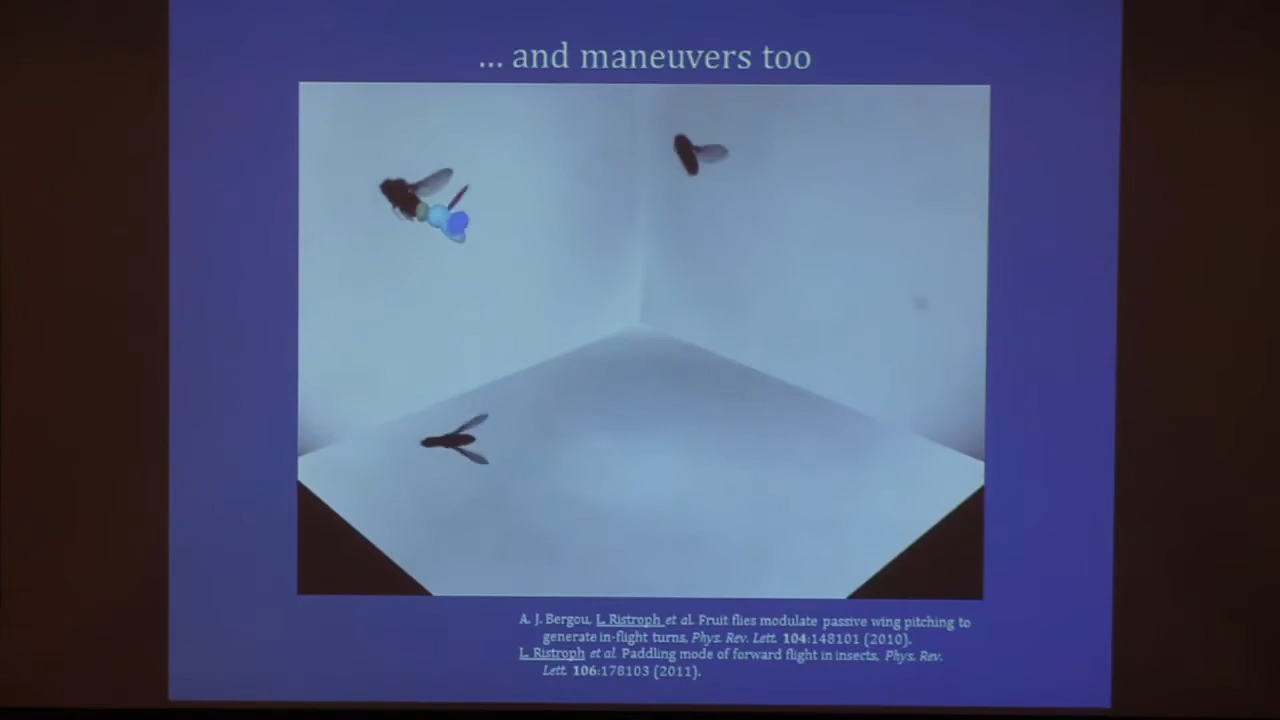 ... and maneuvers too
A. J. Bergou, L. Ristroph et al. Fruit flies modulate passive wing pitching to
generate in-flight turns, Phys. Rev. Lett. 104:148101 (2010).
L. Ristroph et al. Paddling mode of forward flight in insects, Phys. Rev.
Lett. 106:178103 (2011).